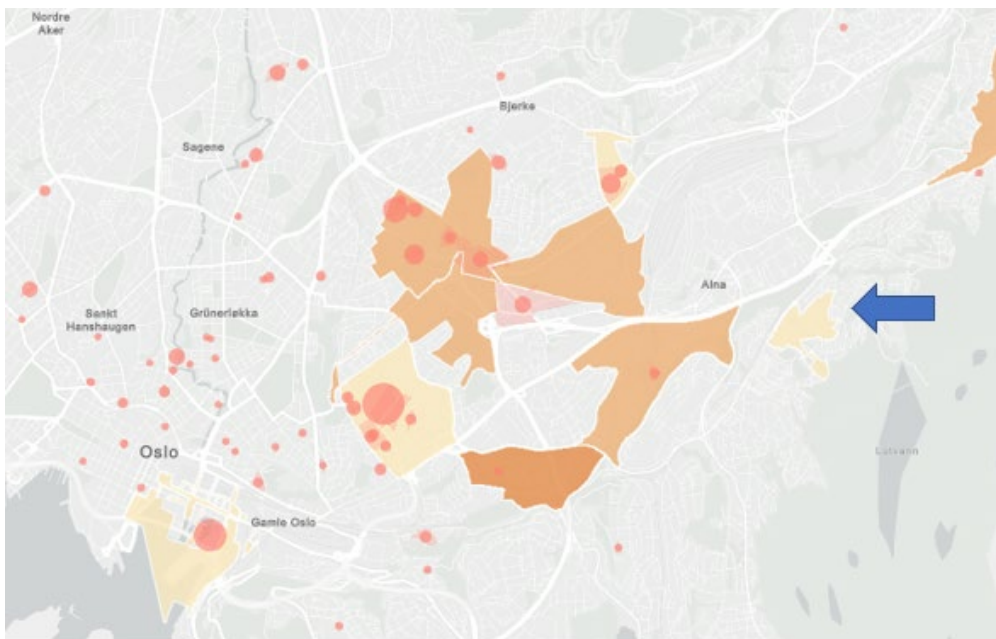 Nordre
Aker
Bjerke
Sagene
Alna
Sankt
Hanshaugen
Grünerløkka
Oslo
Lutvann
Gamle Oslo